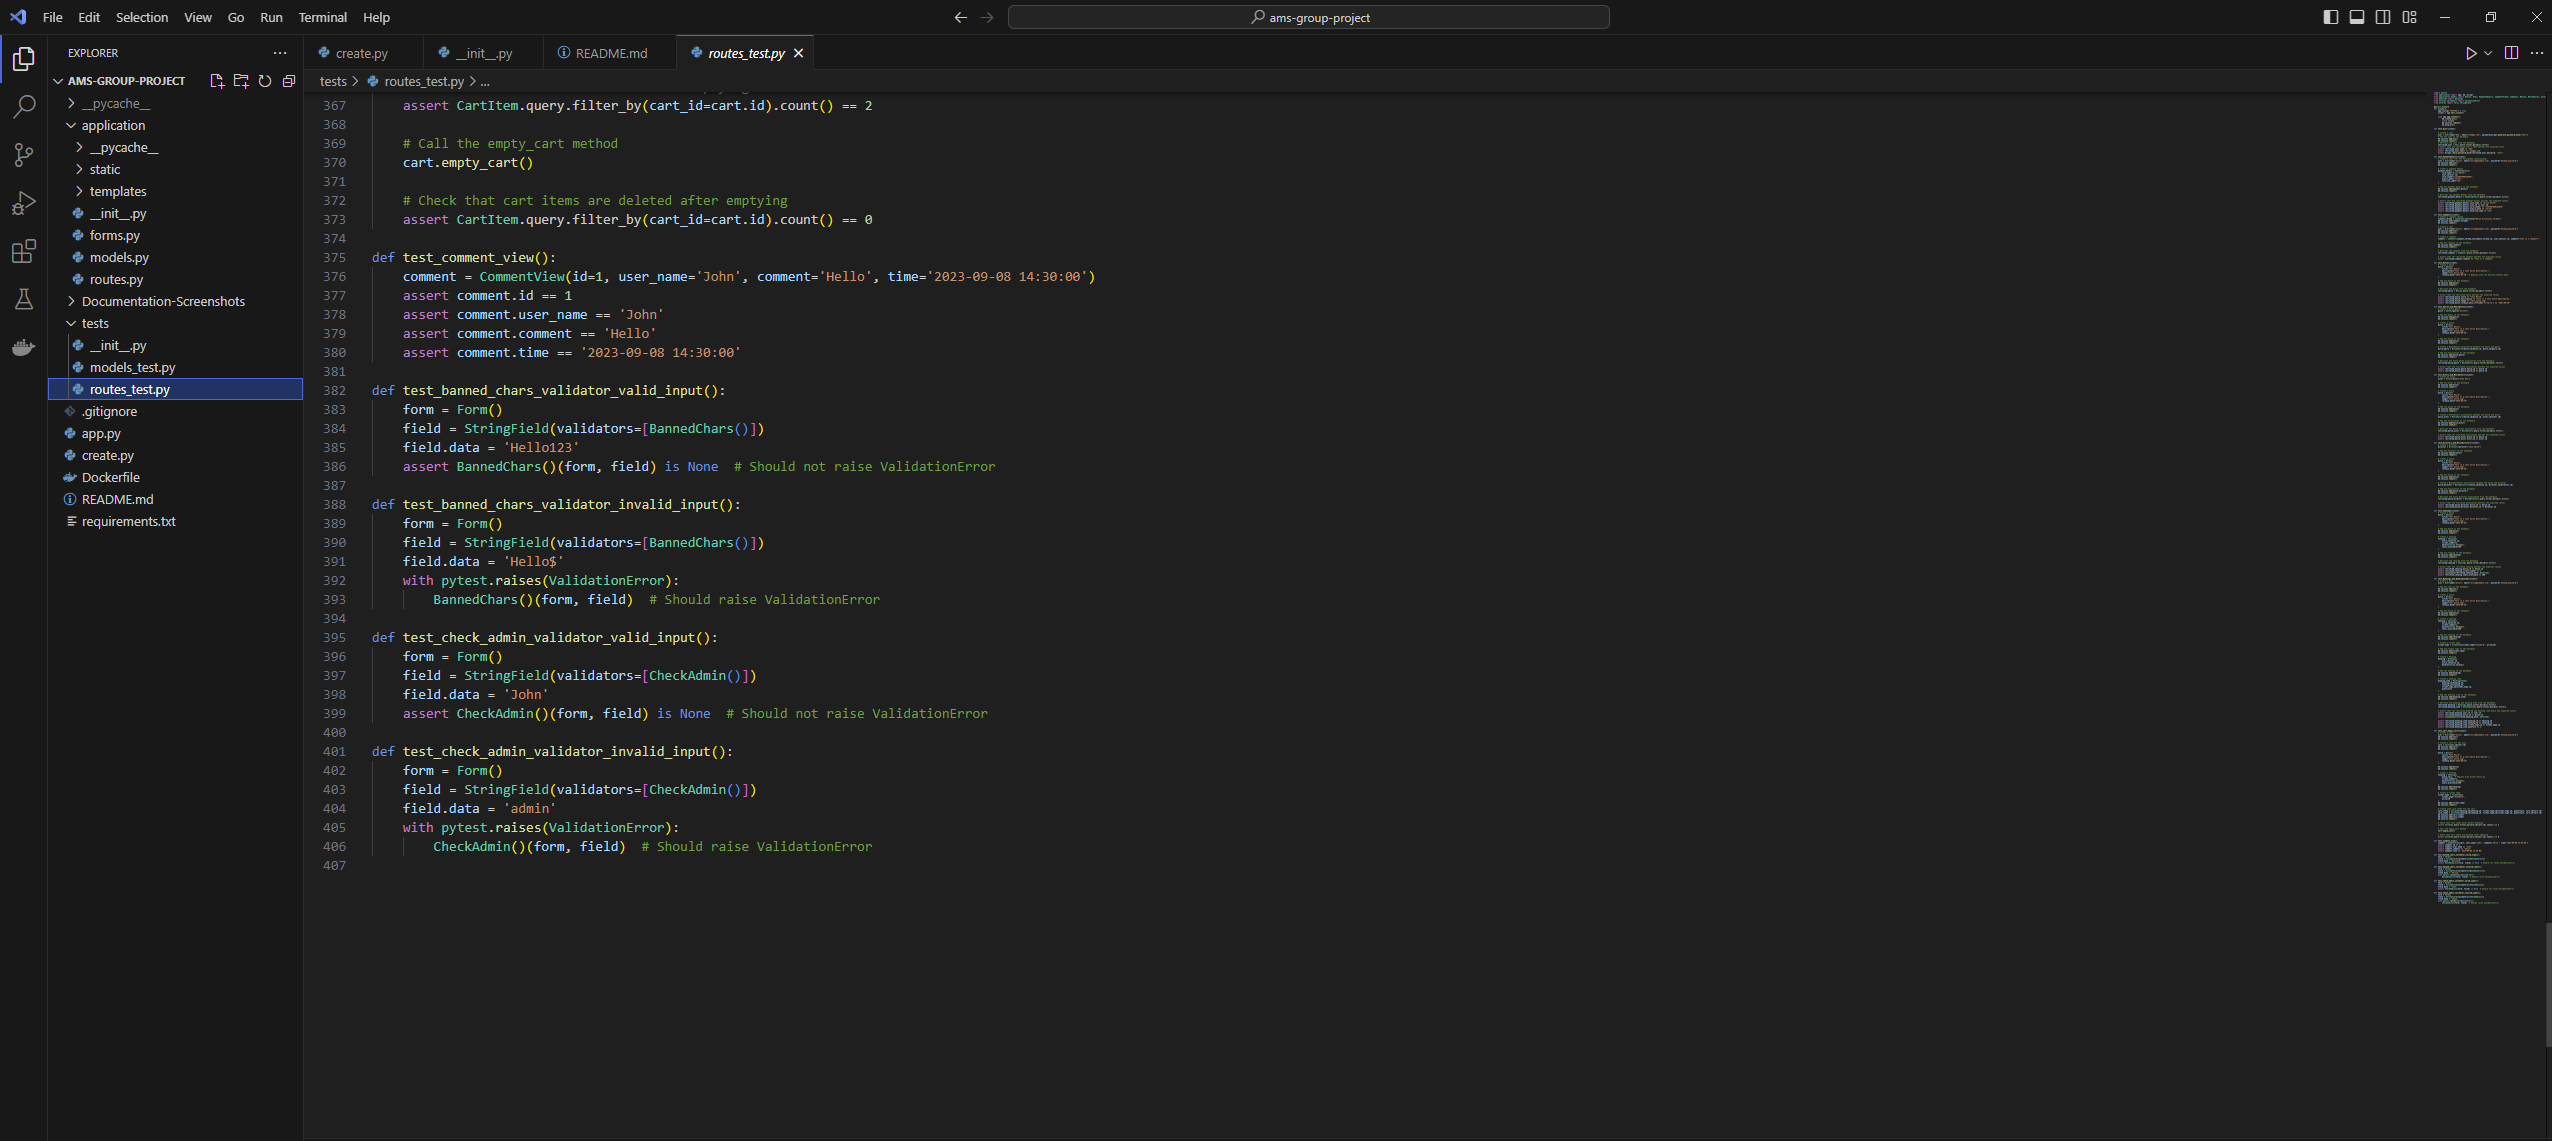 File Edit Selection View Go Run Terminal Help
ams-group-project
EXPLORER
AMS-GROUP-PROJECT
__pycache__
application
__pycache__
static
templates
__init__.py
forms.py
models.py
routes.py
Documentation-Screenshots
tests
__init__.py
models_test.py
routes_test.py
.gitignore
app.py
create.py
Dockerfile
README.md
requirements.txt
create.py __init__.py README.md routes_test.py
tests > routes_test.py > ...
367 assert CartItem.query.filter_by(cart_id=cart.id).count() == 2
368
369 # Call the empty_cart method
370 cart.empty_cart()
371
372 # Check that cart items are deleted after emptying
373 assert CartItem.query.filter_by(cart_id=cart.id).count() == 0
374
375 def test_comment_view():
376 comment = CommentView(id=1, user_name='John', comment='Hello', time='2023-09-08 14:30:00')
377 assert comment.id == 1
378 assert comment.user_name == 'John'
379 assert comment.comment == 'Hello'
380 assert comment.time == '2023-09-08 14:30:00'
381
382 def test_banned_chars_validator_valid_input():
383 form = Form()
384 field = StringField(validators=[BannedChars()])
385 field.data = 'Hello123'
386 assert BannedChars()(form, field) is None # Should not raise ValidationError
387
388 def test_banned_chars_validator_invalid_input():
389 form = Form()
390 field = StringField(validators=[BannedChars()])
391 field.data = 'Hello$'
392 with pytest.raises(ValidationError):
393 BannedChars()(form, field) # Should raise ValidationError
394
395 def test_check_admin_validator_valid_input():
396 form = Form()
397 field = StringField(validators=[CheckAdmin()])
398 field.data = 'John'
399 assert CheckAdmin()(form, field) is None # Should not raise ValidationError
400
401 def test_check_admin_validator_invalid_input():
402 form = Form()
403 field = StringField(validators=[CheckAdmin()])
404 field.data = 'admin'
405 with pytest.raises(ValidationError):
406 CheckAdmin()(form, field) # Should raise ValidationError
407